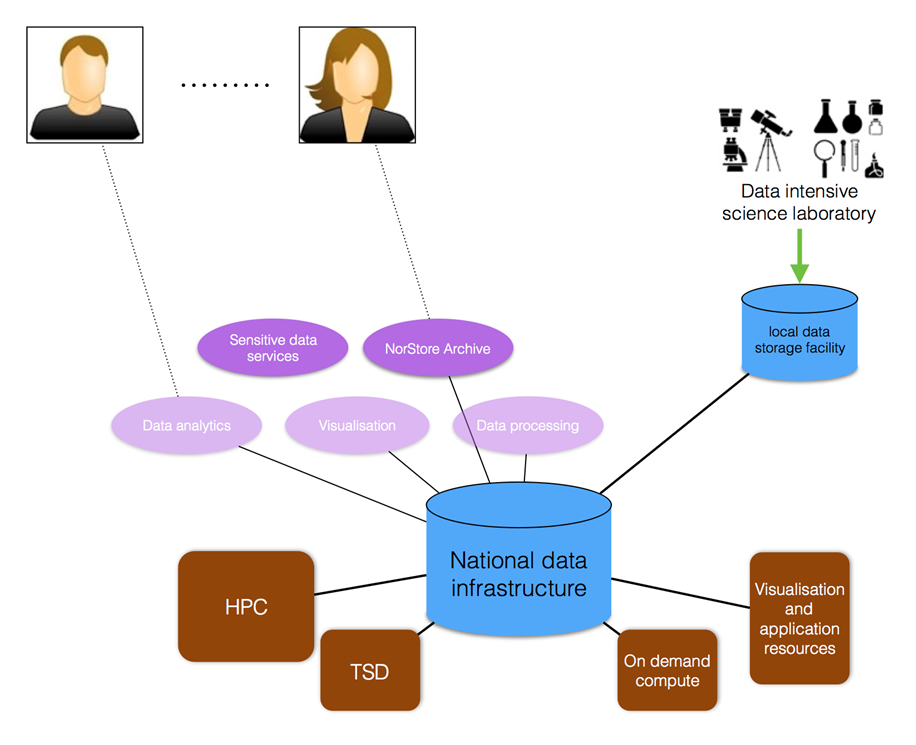 Data intensive
science laboratory
local data
storage facility
Sensitive data
services
NorStore Archive
Data analytics
Visualisation
Data processing
National data
infrastructure
HPC
TSD
On demand
compute
Visualisation
and
application
resources